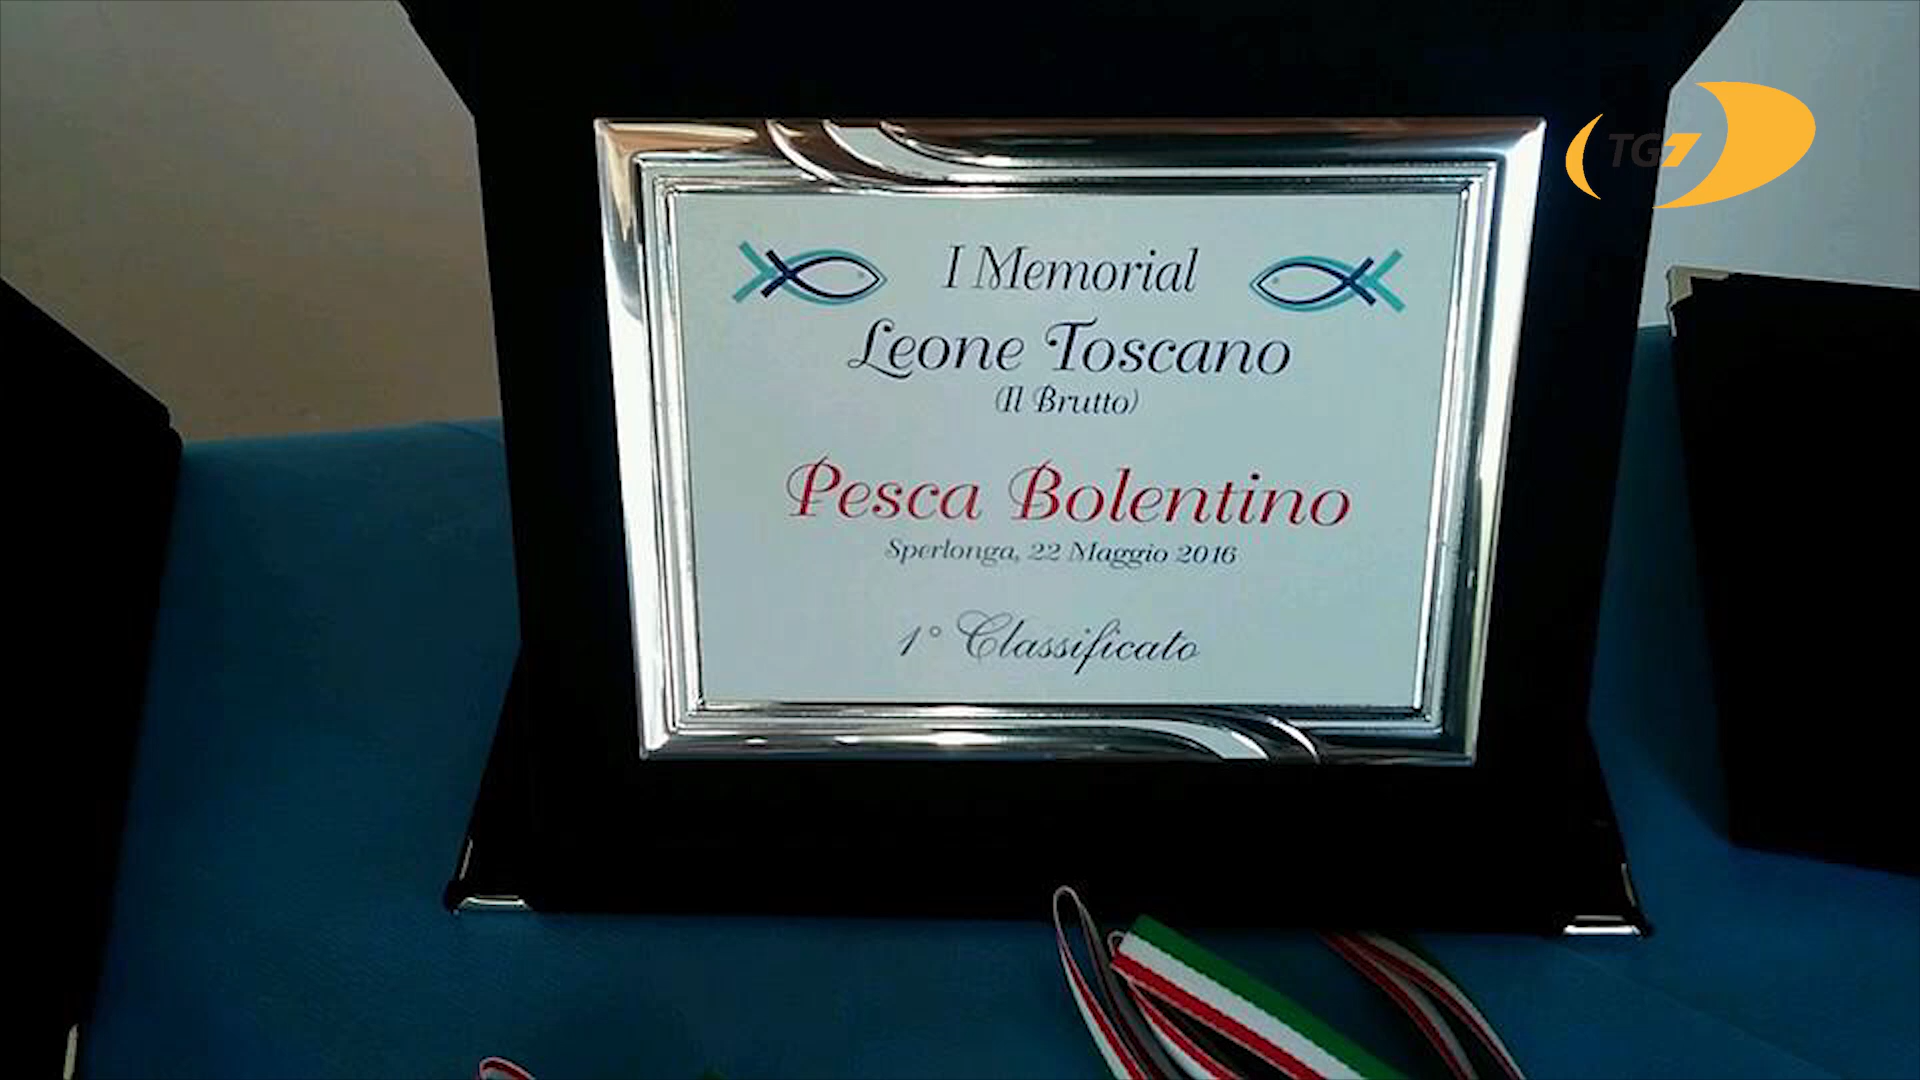 TG7
I Memorial
Leone Toscano
(Il Brutto)
Pesca Bolentino
Sperlonga, 22 Maggio 2016
1° Classificato